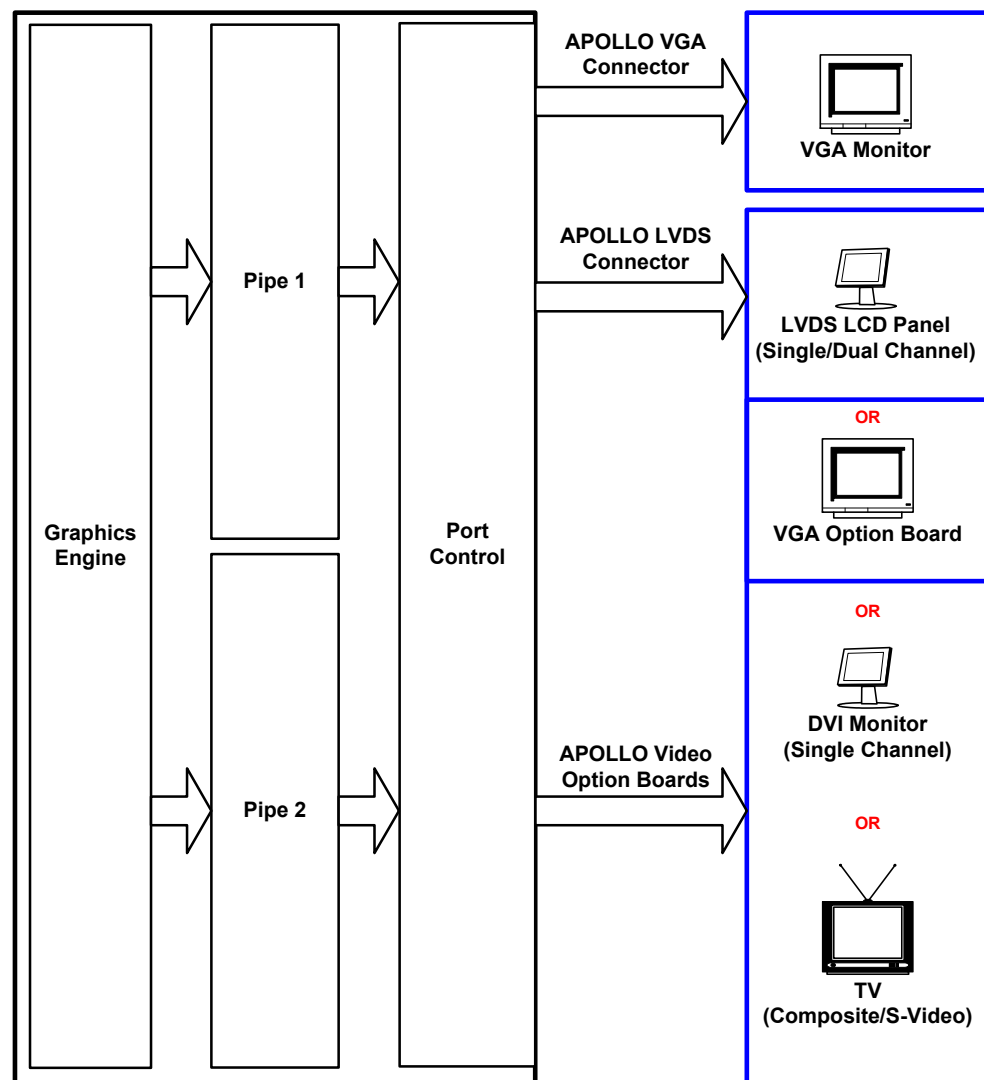 Graphics
Engine
Pipe 1
Pipe 2
Port
Control
APOLLO VGA
Connector
APOLLO LVDS
Connector
APOLLO Video
Option Boards
VGA Monitor
LVDS LCD Panel
(Single/Dual Channel)
OR
VGA Option Board
OR
DVI Monitor
(Single Channel)
OR
TV
(Composite/S-Video)